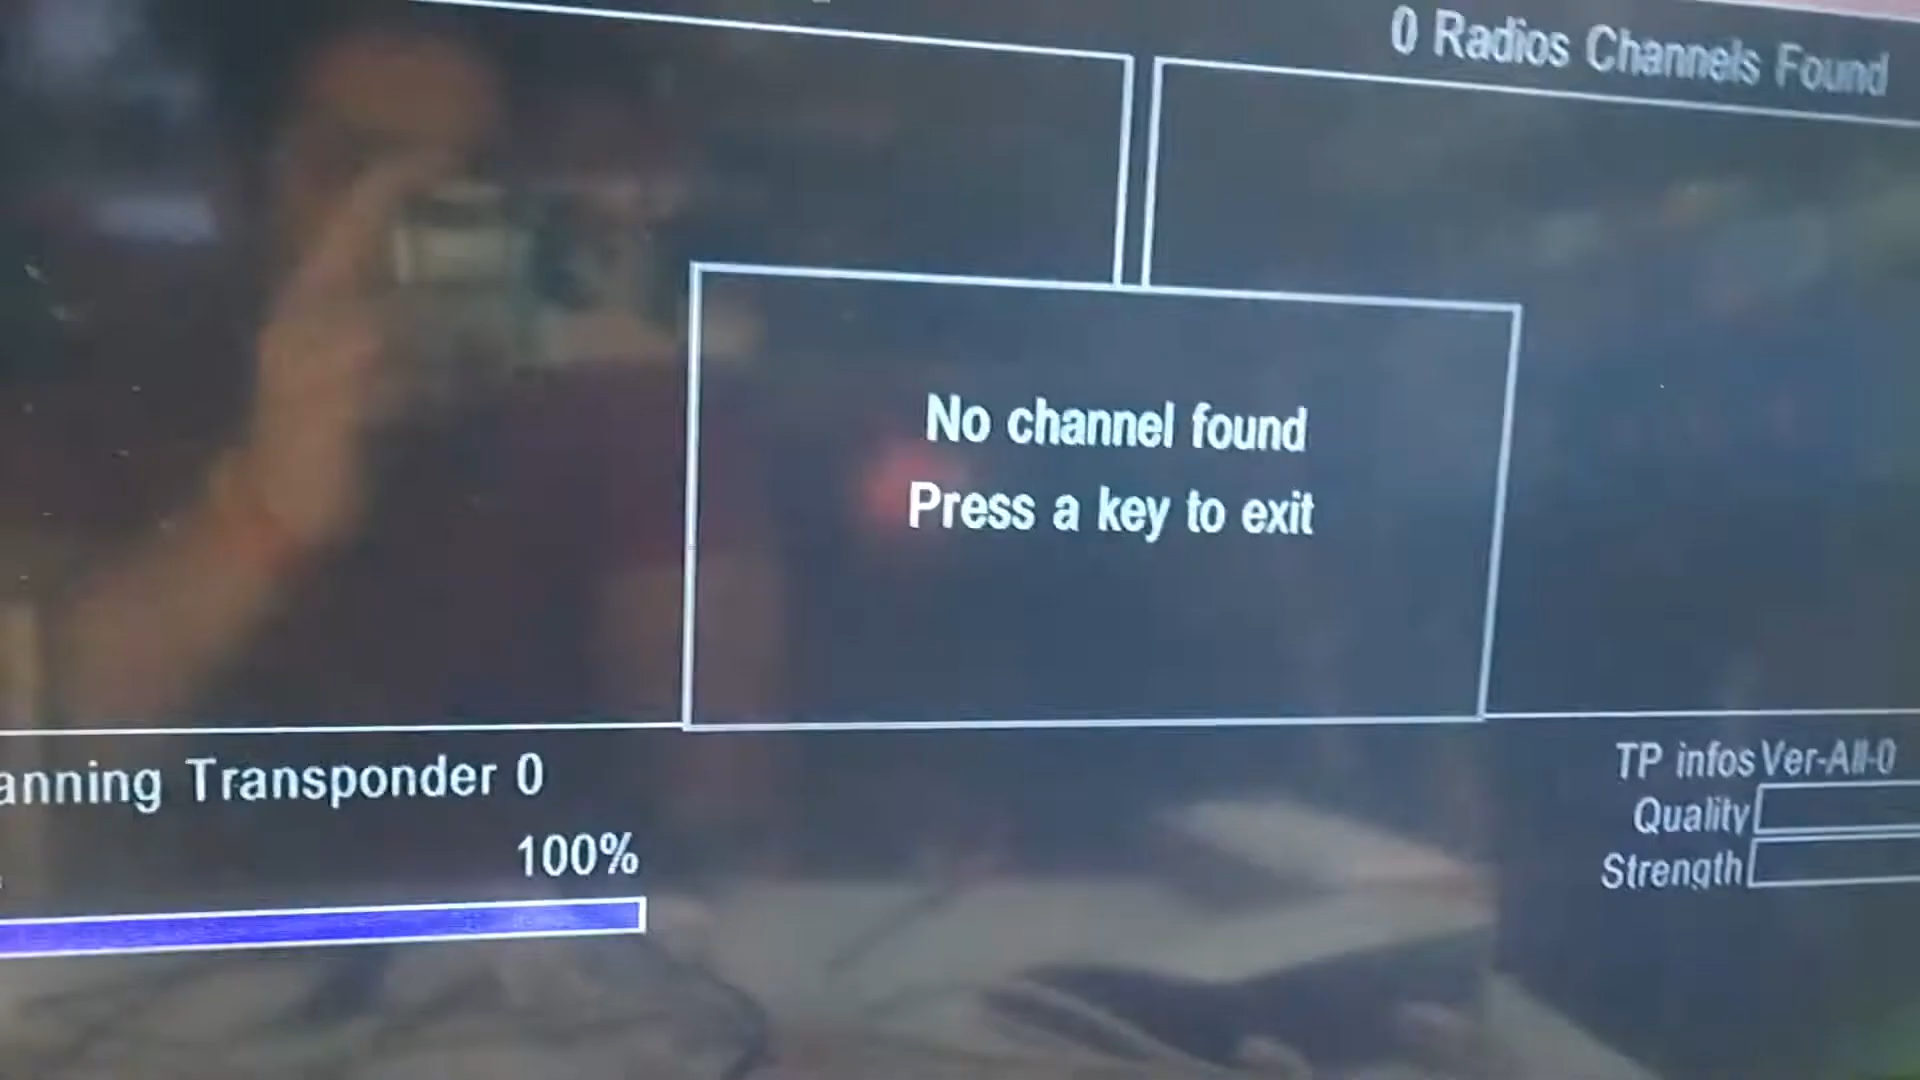 0 Radios Channels Found
No channel found
Press a key to exit
anning Transponder 0
100%
TP infos Ver-All-0
Quality
Strength